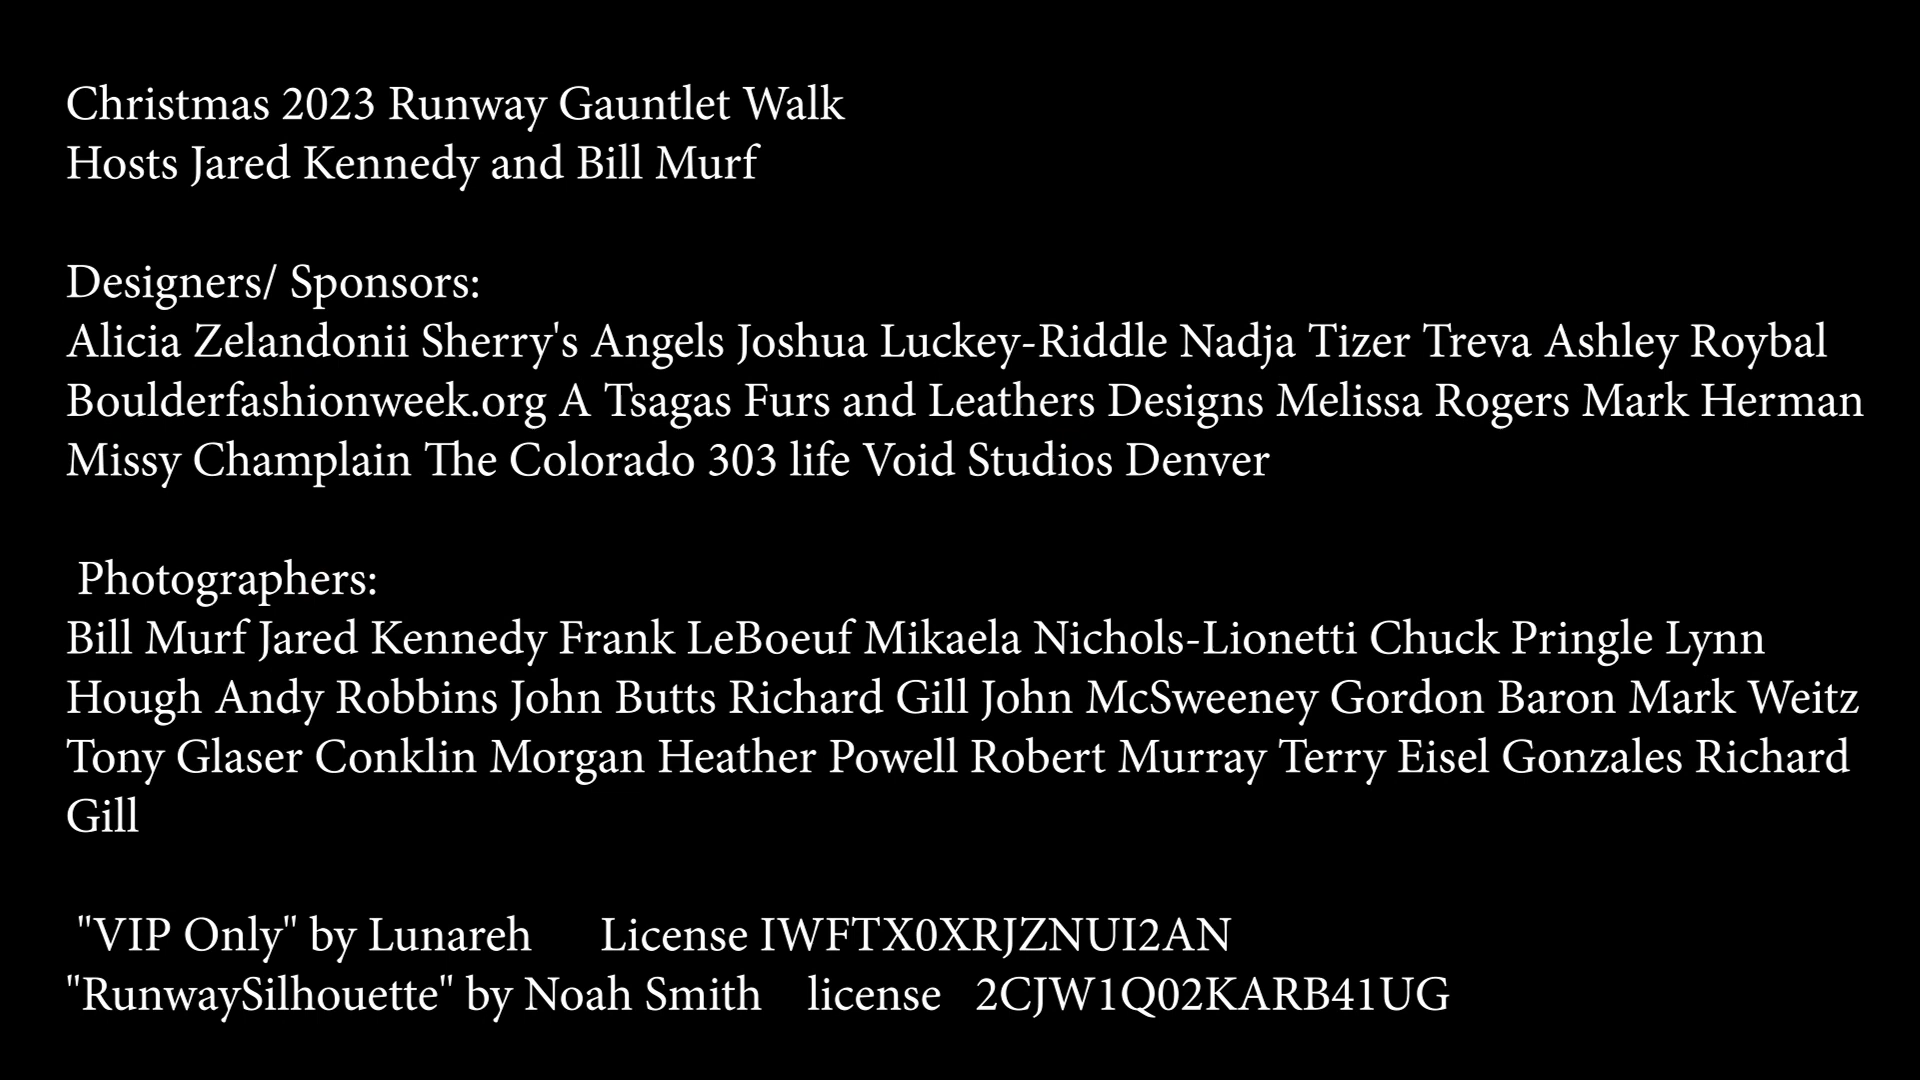 Christmas 2023 Runway Gauntlet Walk
Hosts Jared Kennedy and Bill Murf
Designers/ Sponsors:
Alicia Zelandonii Sherry's Angels Joshua Luckey-Riddle Nadja Tizer Treva Ashley Roybal
Boulderfashionweek.org A Tsagas Furs and Leathers Designs Melissa Rogers Mark Herman
Missy Champlain The Colorado 303 life Void Studios Denver
Photographers:
Bill Murf Jared Kennedy Frank LeBoeuf Mikaela Nichols-Lionetti Chuck Pringle Lynn
Hough Andy Robbins John Butts Richard Gill John McSweeney Gordon Baron Mark Weitz
Tony Glaser Conklin Morgan Heather Powell Robert Murray Terry Eisel Gonzales Richard
Gill
"VIP Only" by Lunareh License IWFTX0XRJZNUI2AN
"RunwaySilhouette" by Noah Smith license 2CJW1Q02KARB41UG